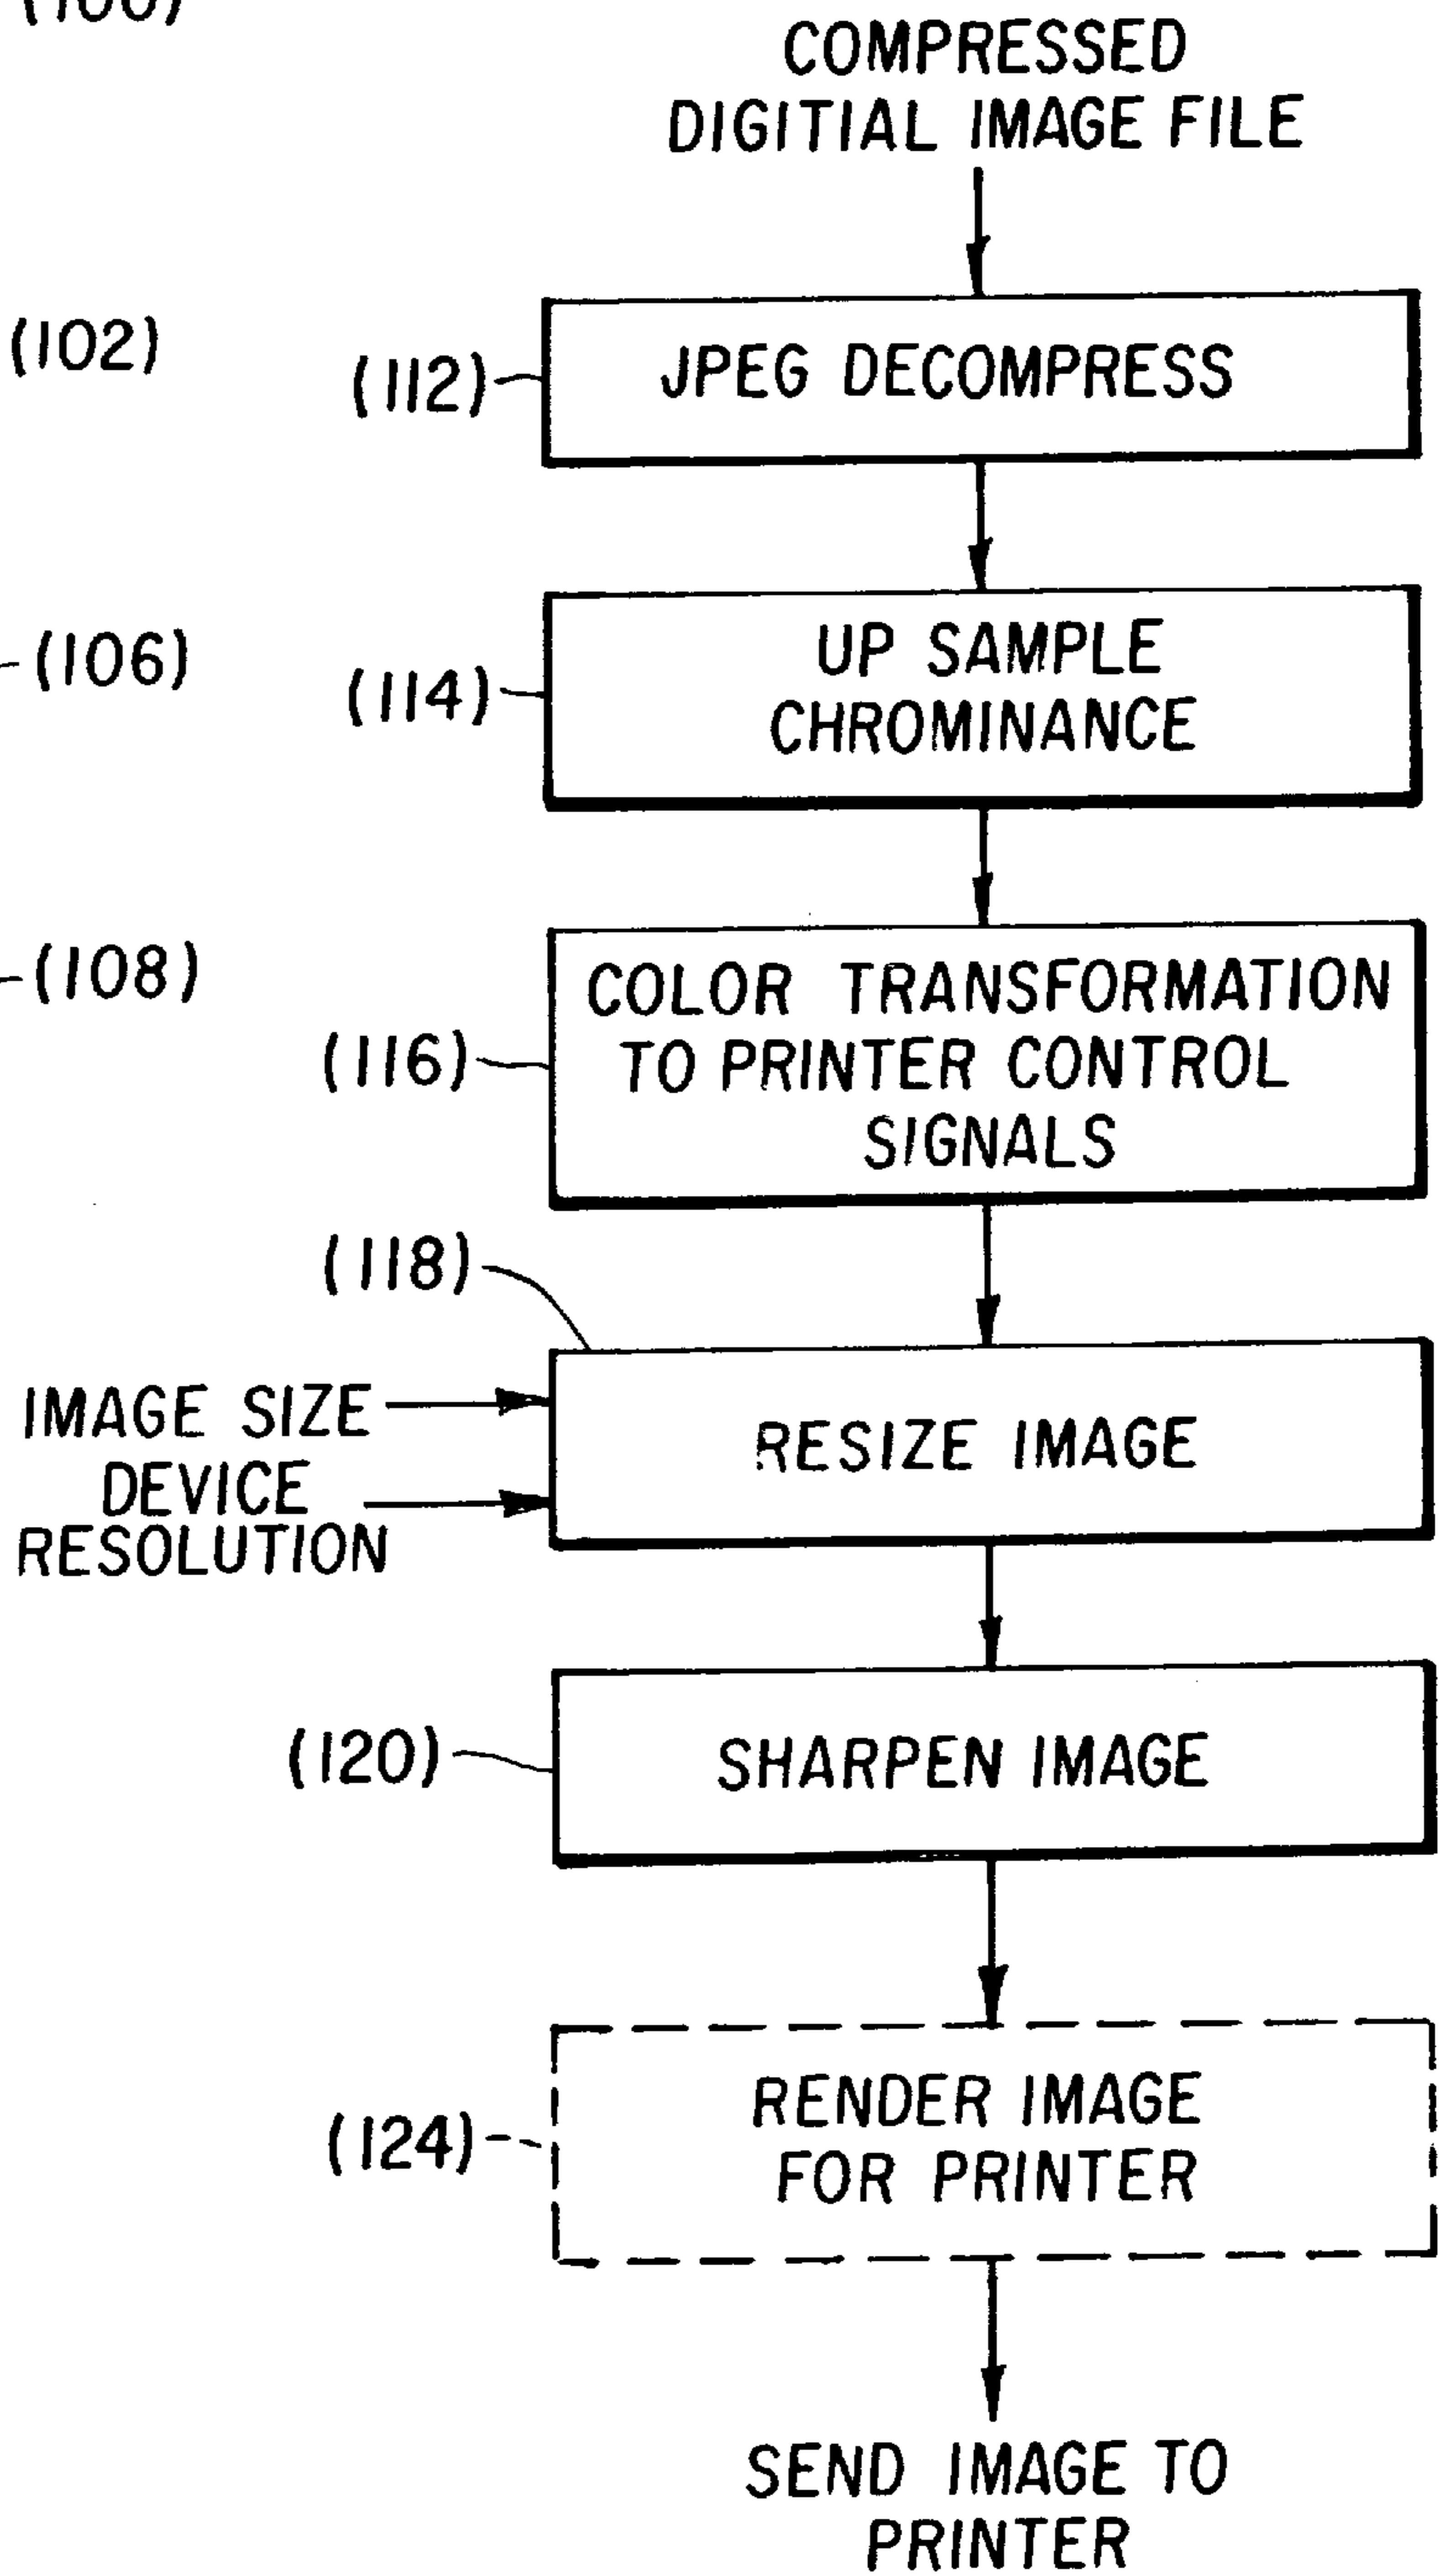 (100)
COMPRESSED
DIGITIAL IMAGE FILE
(102)
(112)
JPEG DECOMPRESS
(106)
(114)
UP SAMPLE
CHROMINANCE
(108)
(116)
COLOR TRANSFORMATION
TO PRINTER CONTROL
SIGNALS
(118)
IMAGE SIZE
DEVICE
RESOLUTION
RESIZE IMAGE
(120)
SHARPEN IMAGE
(124)
RENDER IMAGE
FOR PRINTER
SEND IMAGE TO
PRINTER